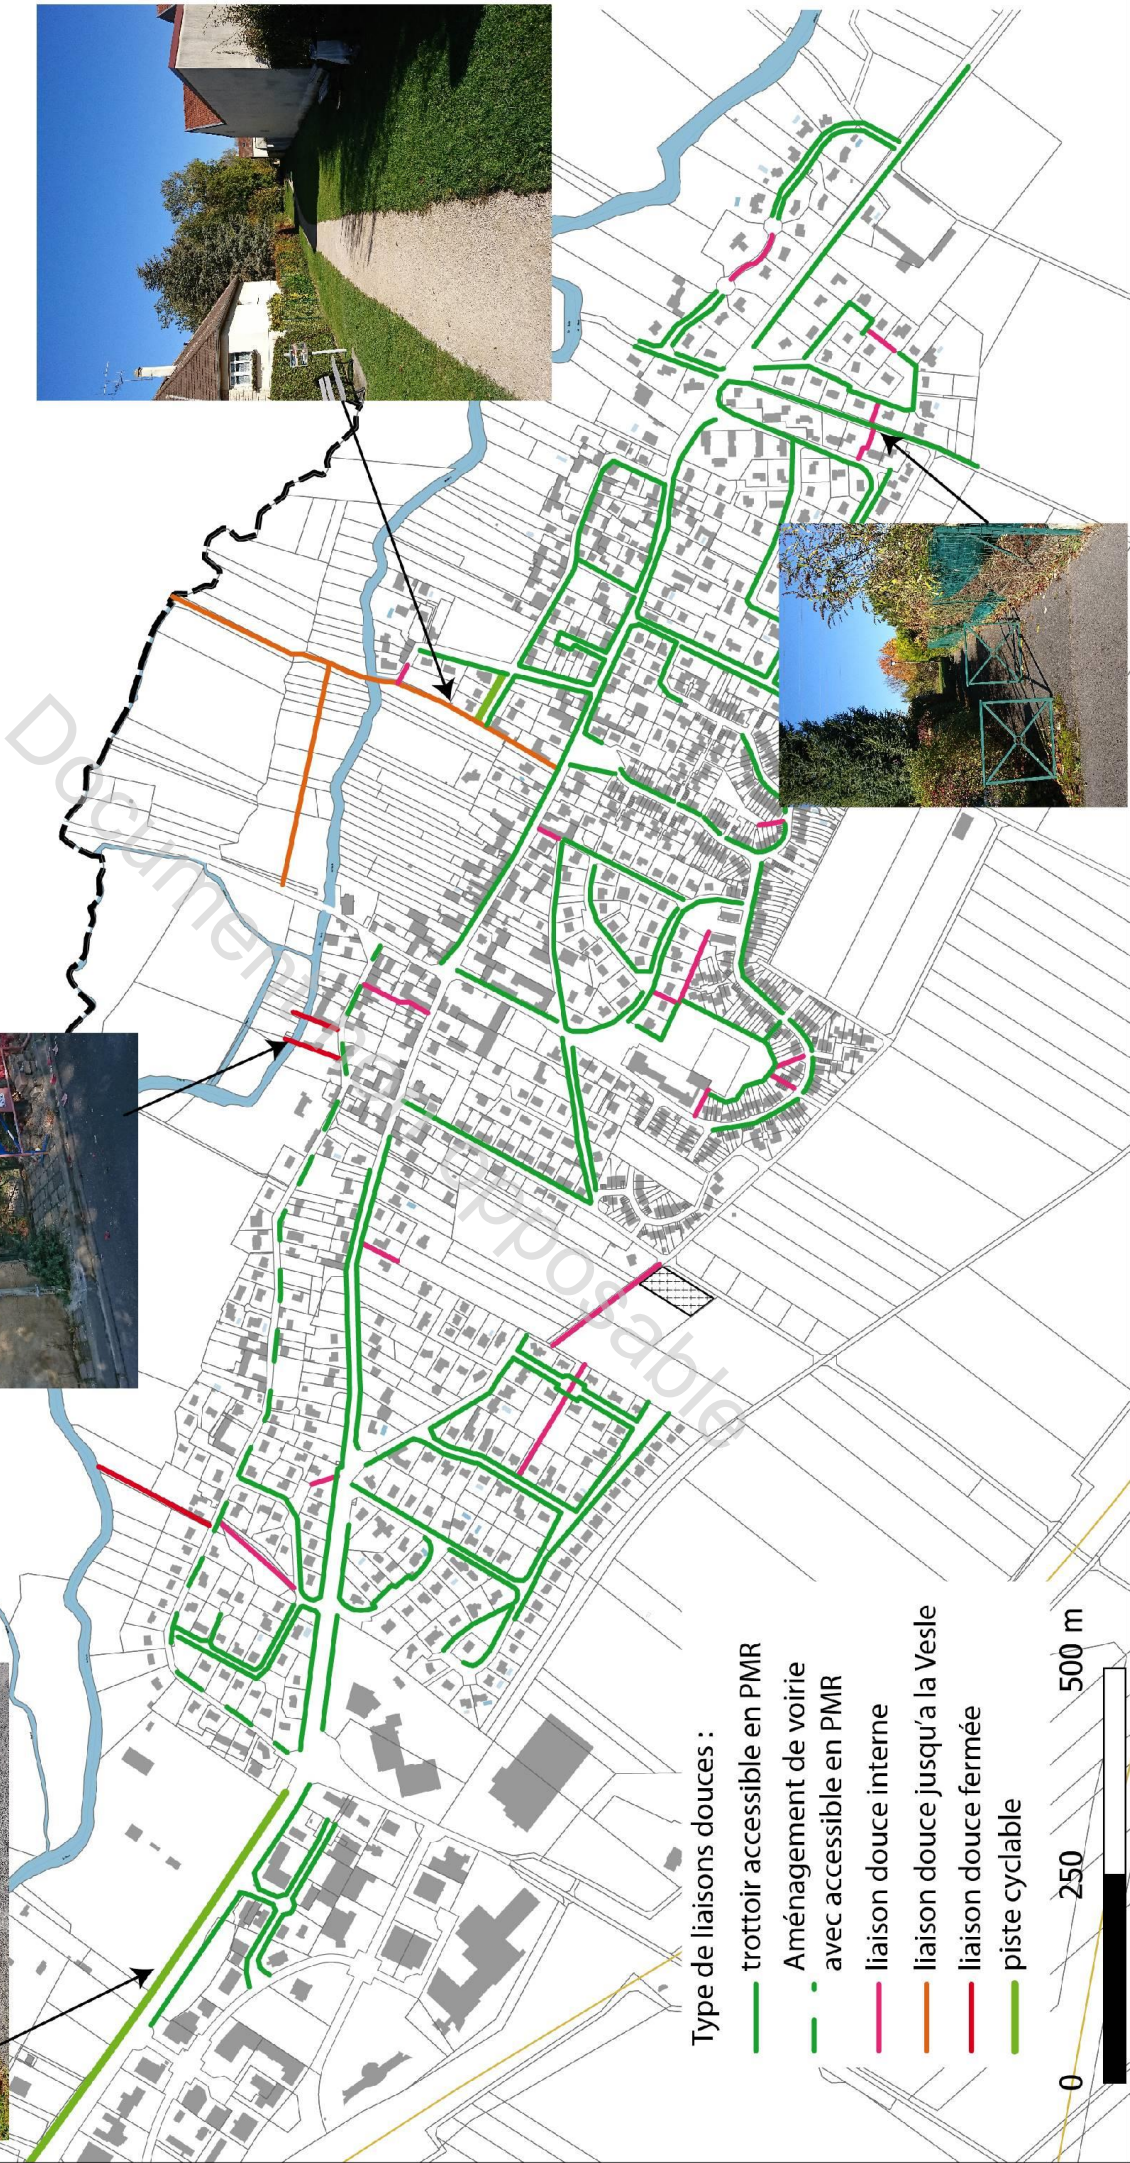 Document non opposable
Type de liaisons douces :
trottoir accessible en PMR
Aménagement de voirie
avec accessible en PMR
liaison douce interne
liaison douce jusqu'a la Vesle
liaison douce fermée
piste cyclable
0 250 500 m